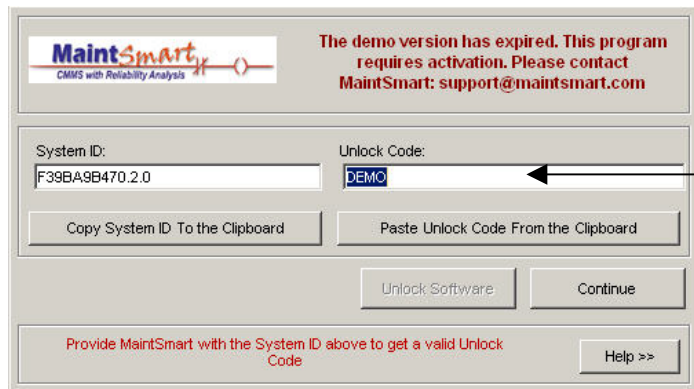 MaintSmart
CMMS with Reliability Analysis
The demo version has expired. This program
requires activation. Please contact
MaintSmart: support@maintsmart.com
System ID:
F39BA9B470.2.0
Unlock Code:
DEMO
Copy System ID To the Clipboard
Paste Unlock Code From the Clipboard
Unlock Software
Continue
Provide MaintSmart with the System ID above to get a valid Unlock
Code
Help >>